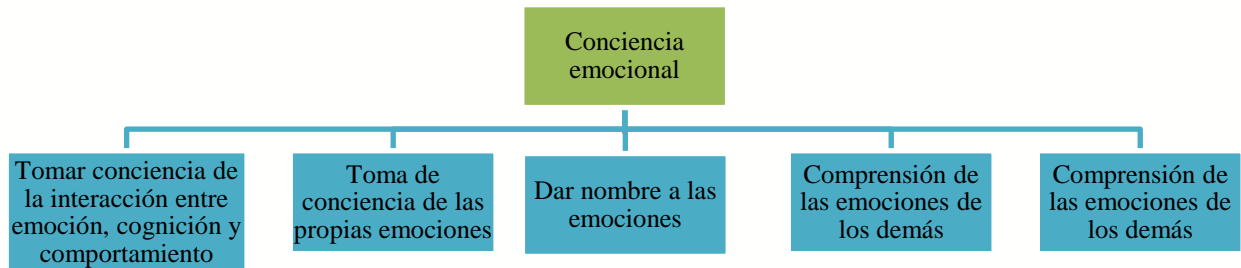 Conciencia
emocional
Tomar conciencia de
la interacción entre
emoción, cognición y
comportamiento
Toma de
conciencia de las
propias emociones
Dar nombre a las
emociones
Comprensión de
las emociones de
los demás
Comprensión de
las emociones de
los demás